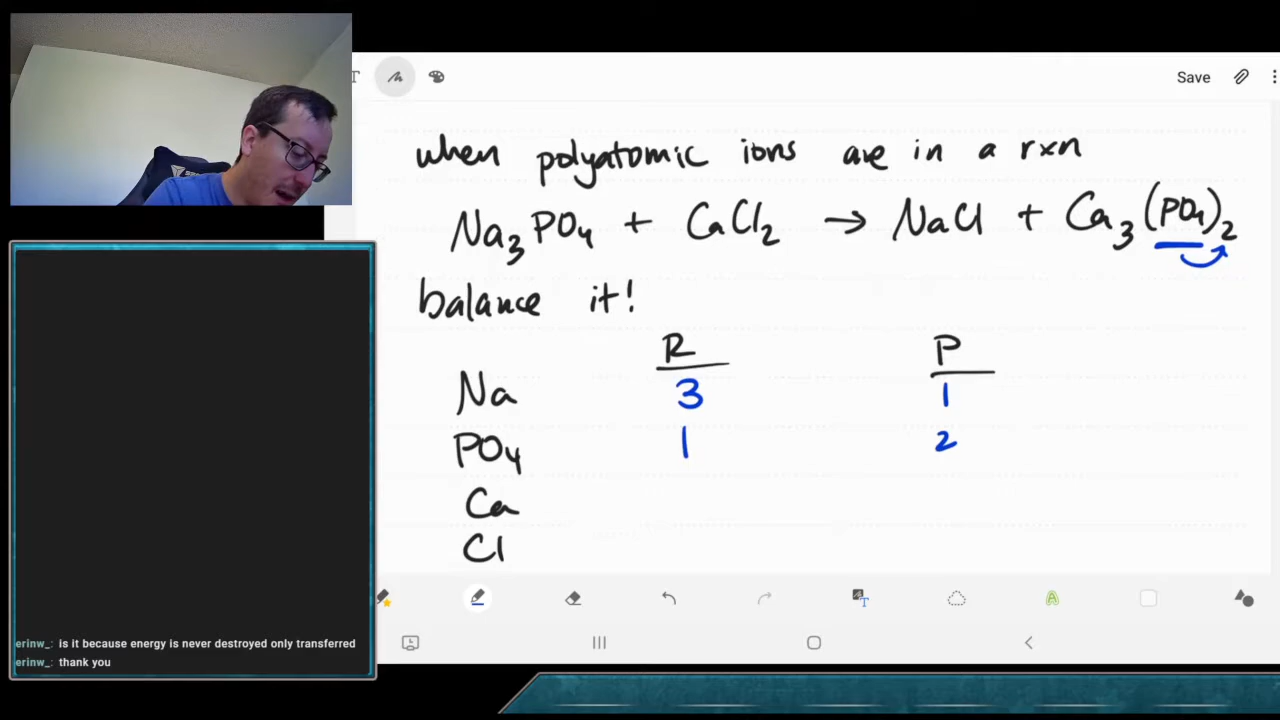 T
Save
when polyatomic ions are in a rxn
Na₃PO₄ + CaCl₂ → NaCl + Ca₃(PO₄)₂
balance it!
R P
Na 3 1
PO₄ 1 2
Ca
Cl
erinw_: is it because energy is never destroyed only transferred
erinw_: thank you